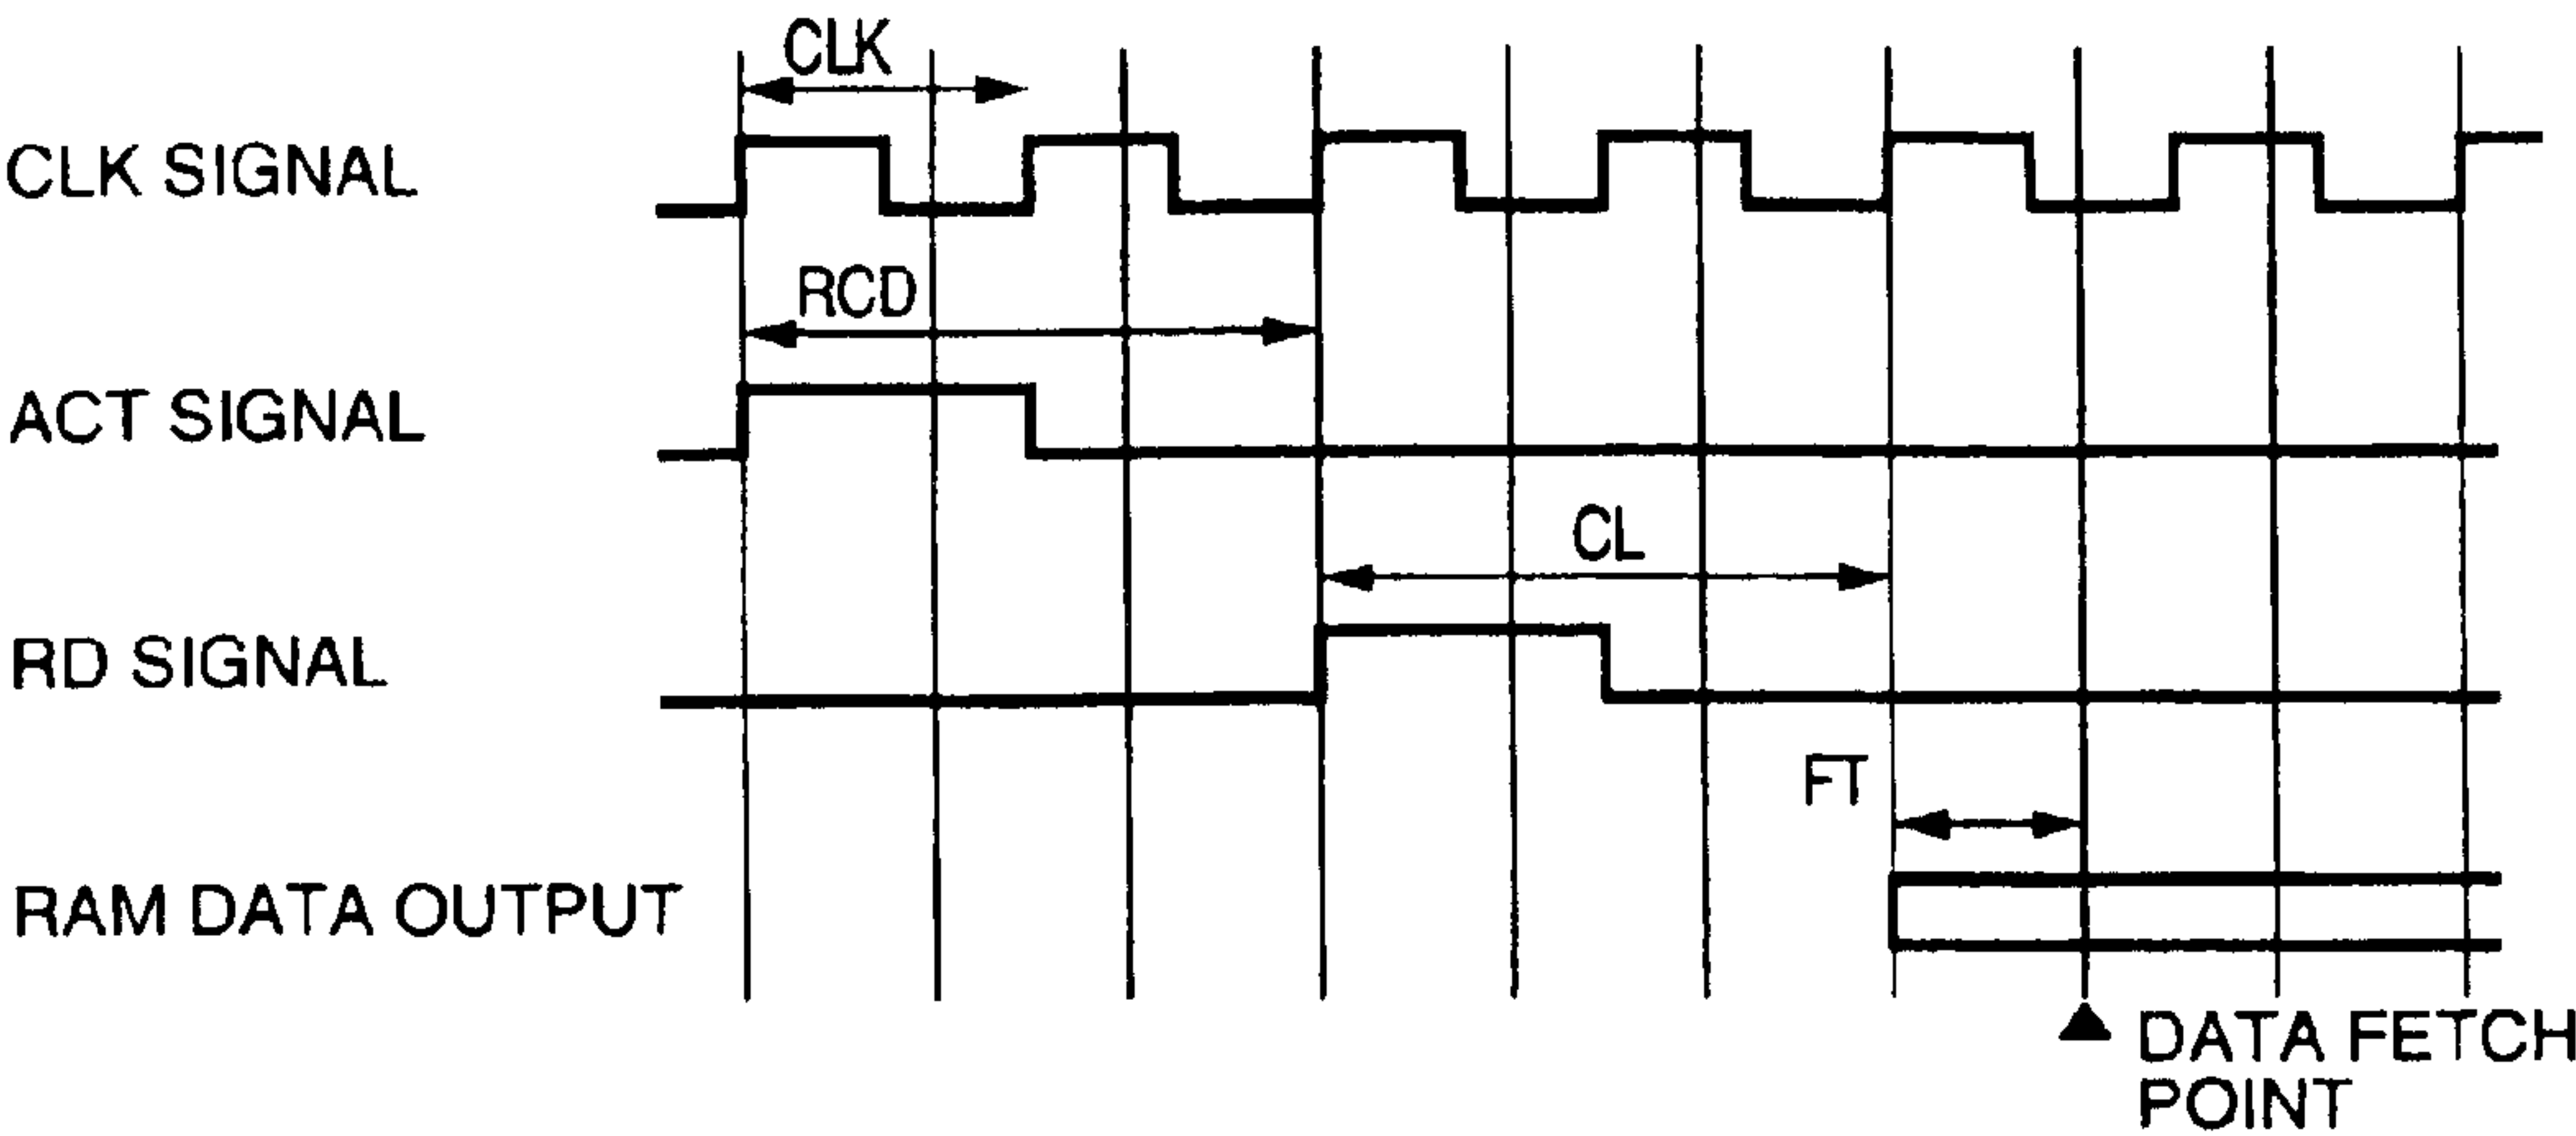 CLK
CLK SIGNAL
RCD
ACT SIGNAL
CL
RD SIGNAL
FT
RAM DATA OUTPUT
DATA FETCH
POINT